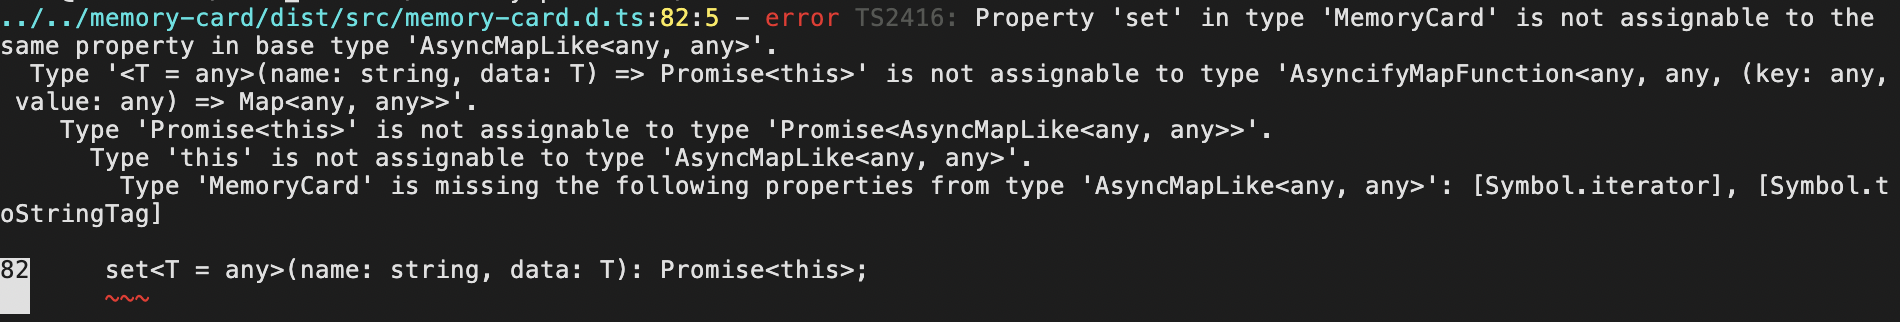 ../../memory-card/dist/src/memory-card.d.ts:82:5 - error TS2416: Property 'set' in type 'MemoryCard' is not assignable to the
same property in base type 'AsyncMapLike<any, any>'.
  Type '<T = any>(name: string, data: T) => Promise<this>' is not assignable to type 'AsyncifyMapFunction<any, any, (key: any,
 value: any) => Map<any, any>>'.
    Type 'Promise<this>' is not assignable to type 'Promise<AsyncMapLike<any, any>>'.
      Type 'this' is not assignable to type 'AsyncMapLike<any, any>'.
        Type 'MemoryCard' is missing the following properties from type 'AsyncMapLike<any, any>': [Symbol.iterator], [Symbol.t
oStringTag]
82     set<T = any>(name: string, data: T): Promise<this>;
       ~~~